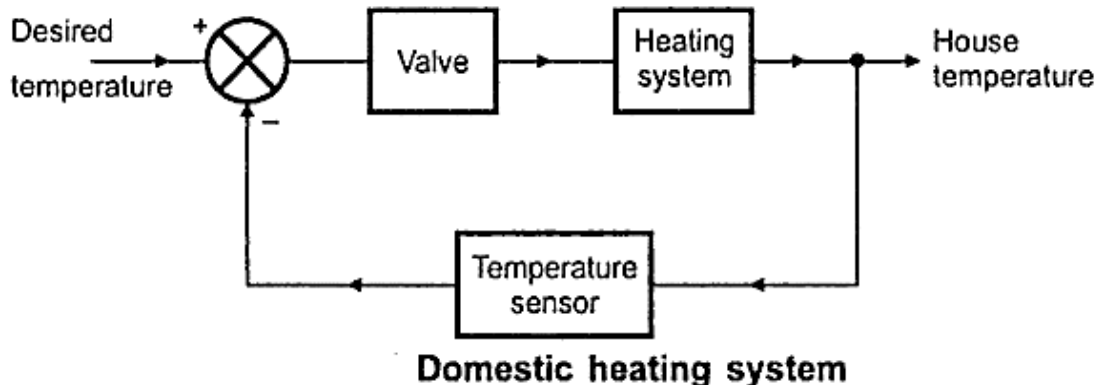 Desired
temperature
+
−
Valve
Heating
system
House
temperature
Temperature
sensor
Domestic heating system